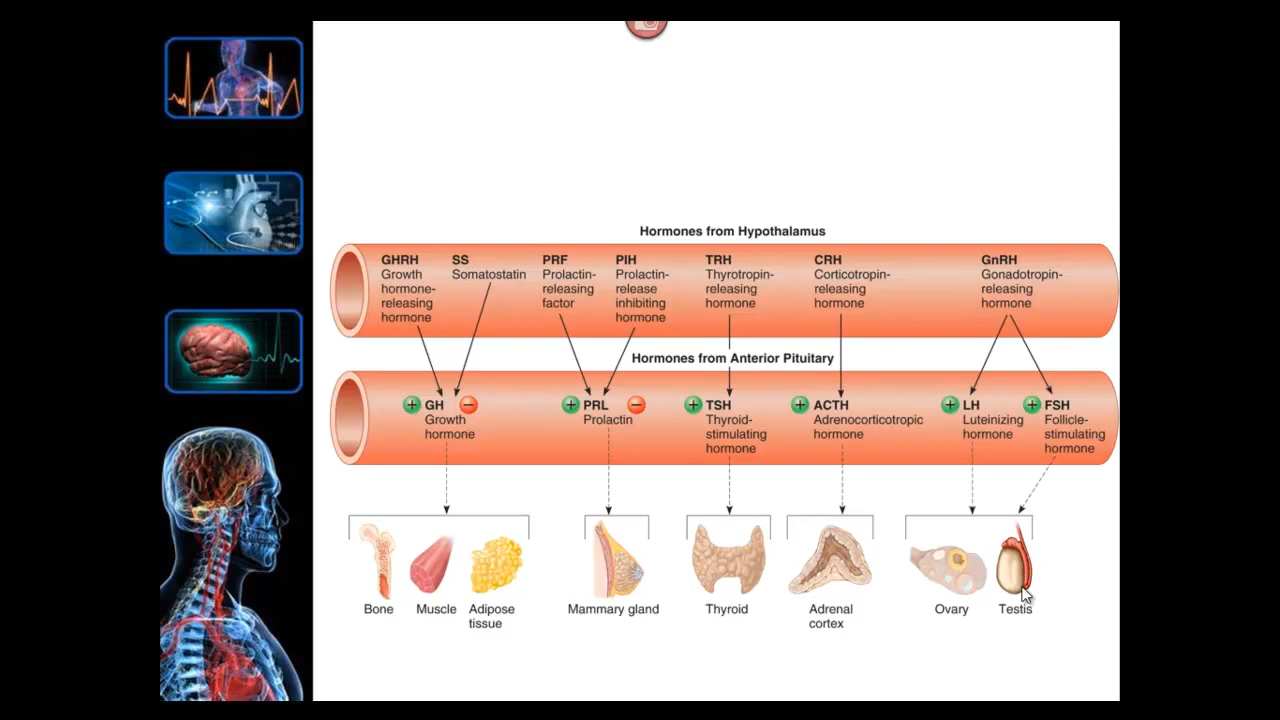 Hormones from Hypothalamus
GHRH
Growth
hormone-
releasing
hormone
SS
Somatostatin
PRF
Prolactin-
releasing
factor
PIH
Prolactin-
release
inhibiting
hormone
TRH
Thyrotropin-
releasing
hormone
CRH
Corticotropin-
releasing
hormone
GnRH
Gonadotropin-
releasing
hormone
Hormones from Anterior Pituitary
+ GH −
Growth
hormone
+ PRL −
Prolactin
+ TSH
Thyroid-
stimulating
hormone
+ ACTH
Adrenocorticotropic
hormone
+ LH
Luteinizing
hormone
+ FSH
Follicle-
stimulating
hormone
Bone
Muscle
Adipose
tissue
Mammary gland
Thyroid
Adrenal
cortex
Ovary
Testis